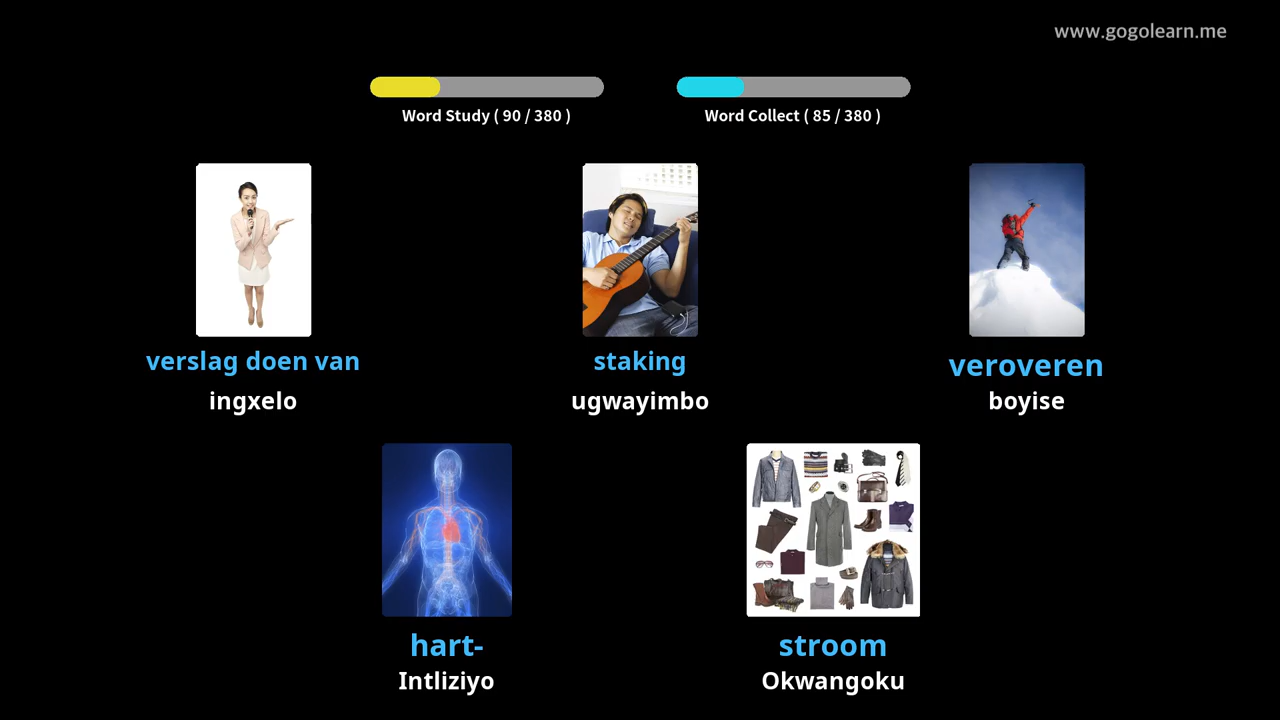 www.gogolearn.me
Word Study ( 90 / 380 )
Word Collect ( 85 / 380 )
verslag doen van
ingxelo
staking
ugwayimbo
veroveren
boyise
hart-
Intliziyo
stroom
Okwangoku